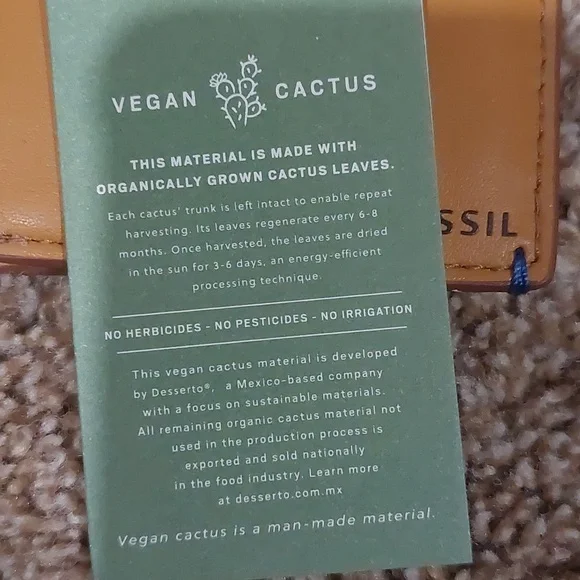 VEGAN CACTUS
THIS MATERIAL IS MADE WITH
ORGANICALLY GROWN CACTUS LEAVES.
Each cactus' trunk is left intact to enable repeat
harvesting. Its leaves regenerate every 6-8
months. Once harvested, the leaves are dried
in the sun for 3-6 days, an energy-efficient
processing technique.
SSIL
NO HERBICIDES - NO PESTICIDES - NO IRRIGATION
This vegan cactus material is developed
by Desserto®, a Mexico-based company
with a focus on sustainable materials.
All remaining organic cactus material not
used in the production process is
exported and sold nationally
in the food industry. Learn more
at desserto.com.mx
Vegan cactus is a man-made material.